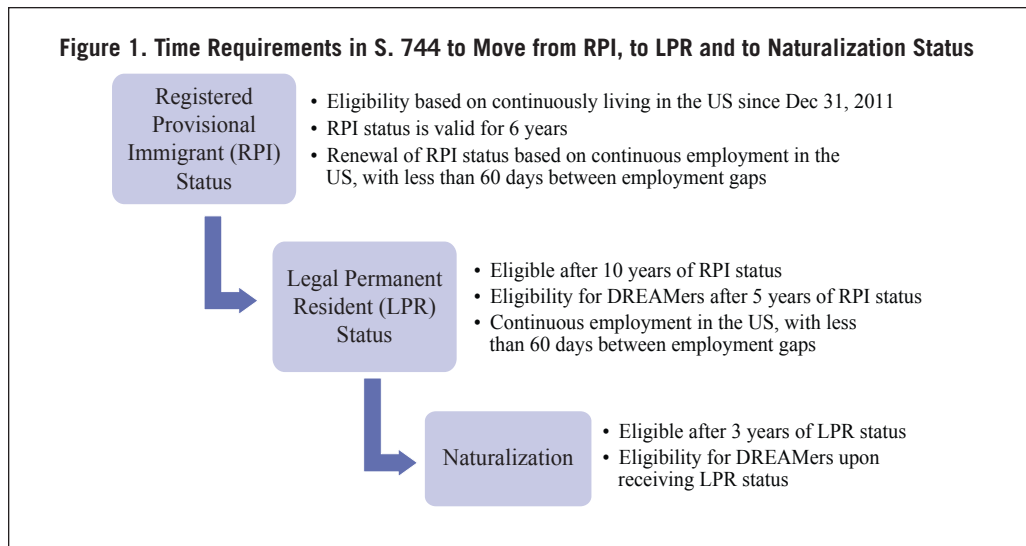 Figure 1. Time Requirements in S. 744 to Move from RPI, to LPR and to Naturalization Status
Registered
Provisional
Immigrant (RPI)
Status
• Eligibility based on continuously living in the US since Dec 31, 2011
• RPI status is valid for 6 years
• Renewal of RPI status based on continuous employment in the
US, with less than 60 days between employment gaps
Legal Permanent
Resident (LPR)
Status
• Eligible after 10 years of RPI status
• Eligibility for DREAMers after 5 years of RPI status
• Continuous employment in the US, with less
than 60 days between employment gaps
Naturalization
• Eligible after 3 years of LPR status
• Eligibility for DREAMers upon
receiving LPR status